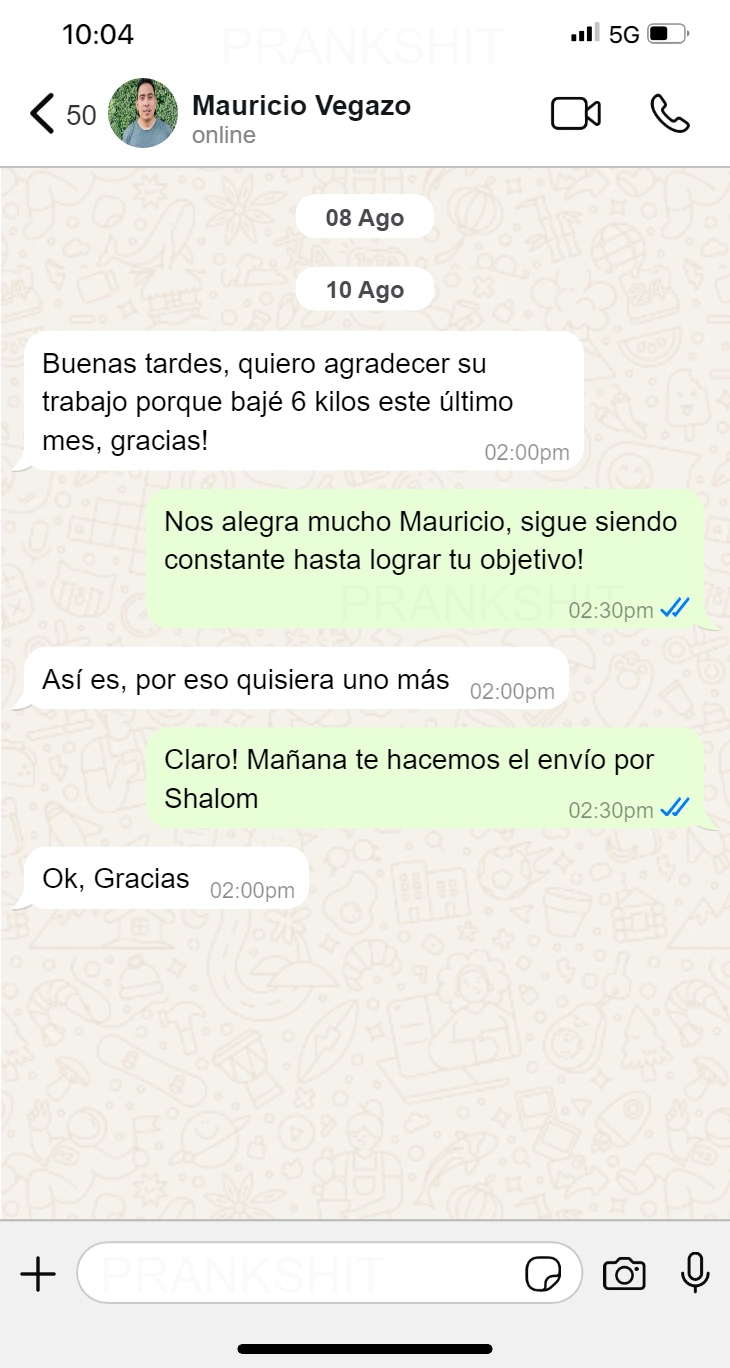 PRANKSHIT
10:04
5G
50
Mauricio Vegazo
online
08 Ago
10 Ago
Buenas tardes, quiero agradecer su
trabajo porque bajé 6 kilos este último
mes, gracias!
02:00pm
Nos alegra mucho Mauricio, sigue siendo
constante hasta lograr tu objetivo!
PRANKSHIT
02:30pm
Así es, por eso quisiera uno más
02:00pm
Claro! Mañana te hacemos el envío por
Shalom
02:30pm
Ok, Gracias
02:00pm
PRANKSHIT